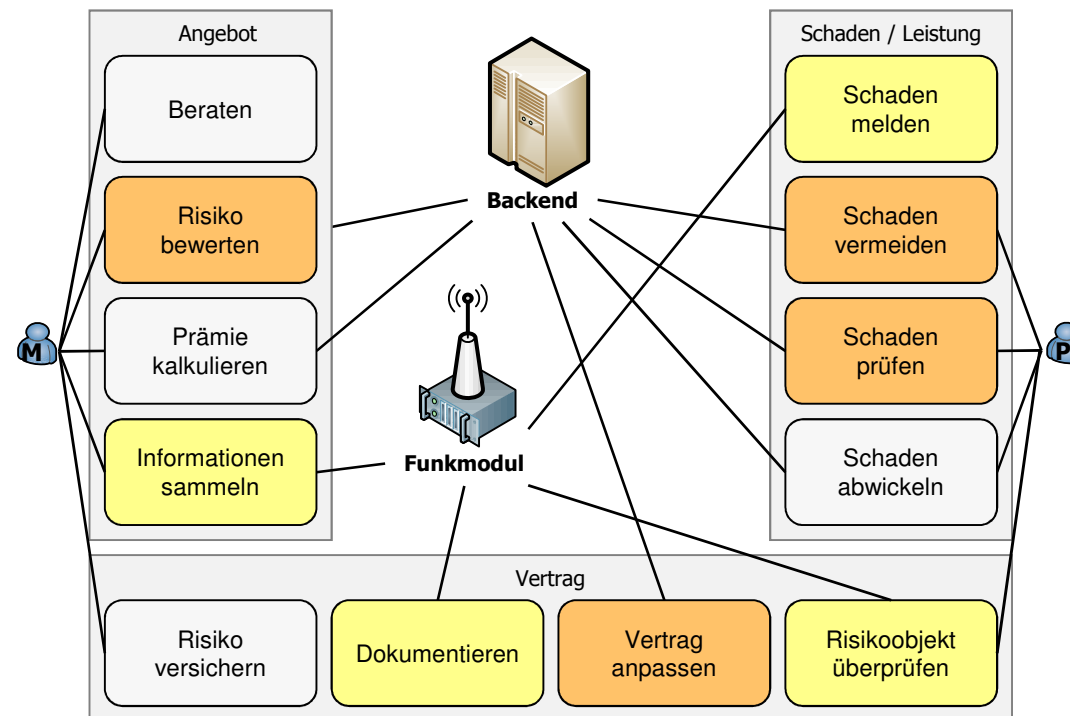 Angebot
Beraten
Risiko
bewerten
Prämie
kalkulieren
Informationen
sammeln
M
Backend
Funkmodul
Schaden / Leistung
Schaden
melden
Schaden
vermeiden
Schaden
prüfen
Schaden
abwickeln
P
Vertrag
Risiko
versichern
Dokumentieren
Vertrag
anpassen
Risikoobjekt
überprüfen